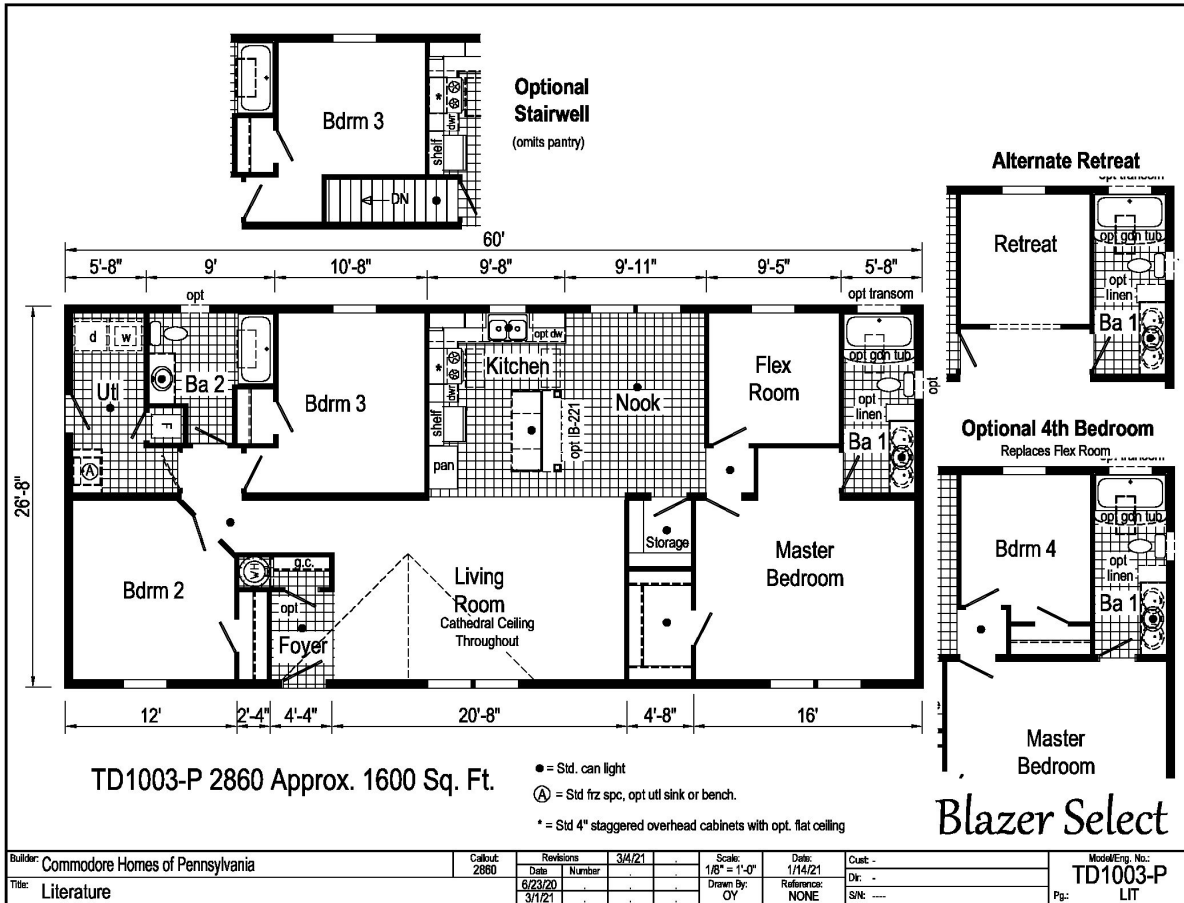 Optional
Stairwell
(omits pantry)
Bdrm 3
*
dwr
shelf
DN
Alternate Retreat
opt transom
Retreat
opt gdn tub
opt
linen
Ba 1
60'
5'-8" 9' 10'-8" 9'-8" 9'-11" 9'-5" 5'-8"
opt
opt transom
d w
opt dw
Kitchen
Flex
Room
opt gdn tub
opt
Utl
Ba 2
Bdrm 3
*
dwr
shelf
pan
opt IB-221
Nook
opt
linen
Ba 1
F
A
26'-8"
Optional 4th Bedroom
Replaces Flex Room
opt transom
opt gdn tub
Bdrm 4
opt
linen
Ba 1
Master
Bedroom
Bdrm 2
WH
g.c.
opt
Foyer
Living
Room
Cathedral Ceiling
Throughout
Storage
Master
Bedroom
12' 2'-4" 4'-4" 20'-8" 4'-8" 16'
TD1003-P 2860 Approx. 1600 Sq. Ft.
● = Std. can light
Ⓐ = Std frz spc, opt utl sink or bench.
* = Std 4" staggered overhead cabinets with opt. flat ceiling
Blazer Select
Builder: Commodore Homes of Pennsylvania
Title: Literature
Callout:
2860
Revisions 3/4/21 .
Date Number . .
6/23/20 . . .
3/1/21 . . .
Scale:
1/8" = 1'-0"
Drawn By:
OY
Date:
1/14/21
Reference:
NONE
Cust: -
Dir: -
S/N: ----
Model/Eng. No.:
TD1003-P
Pg.: LIT